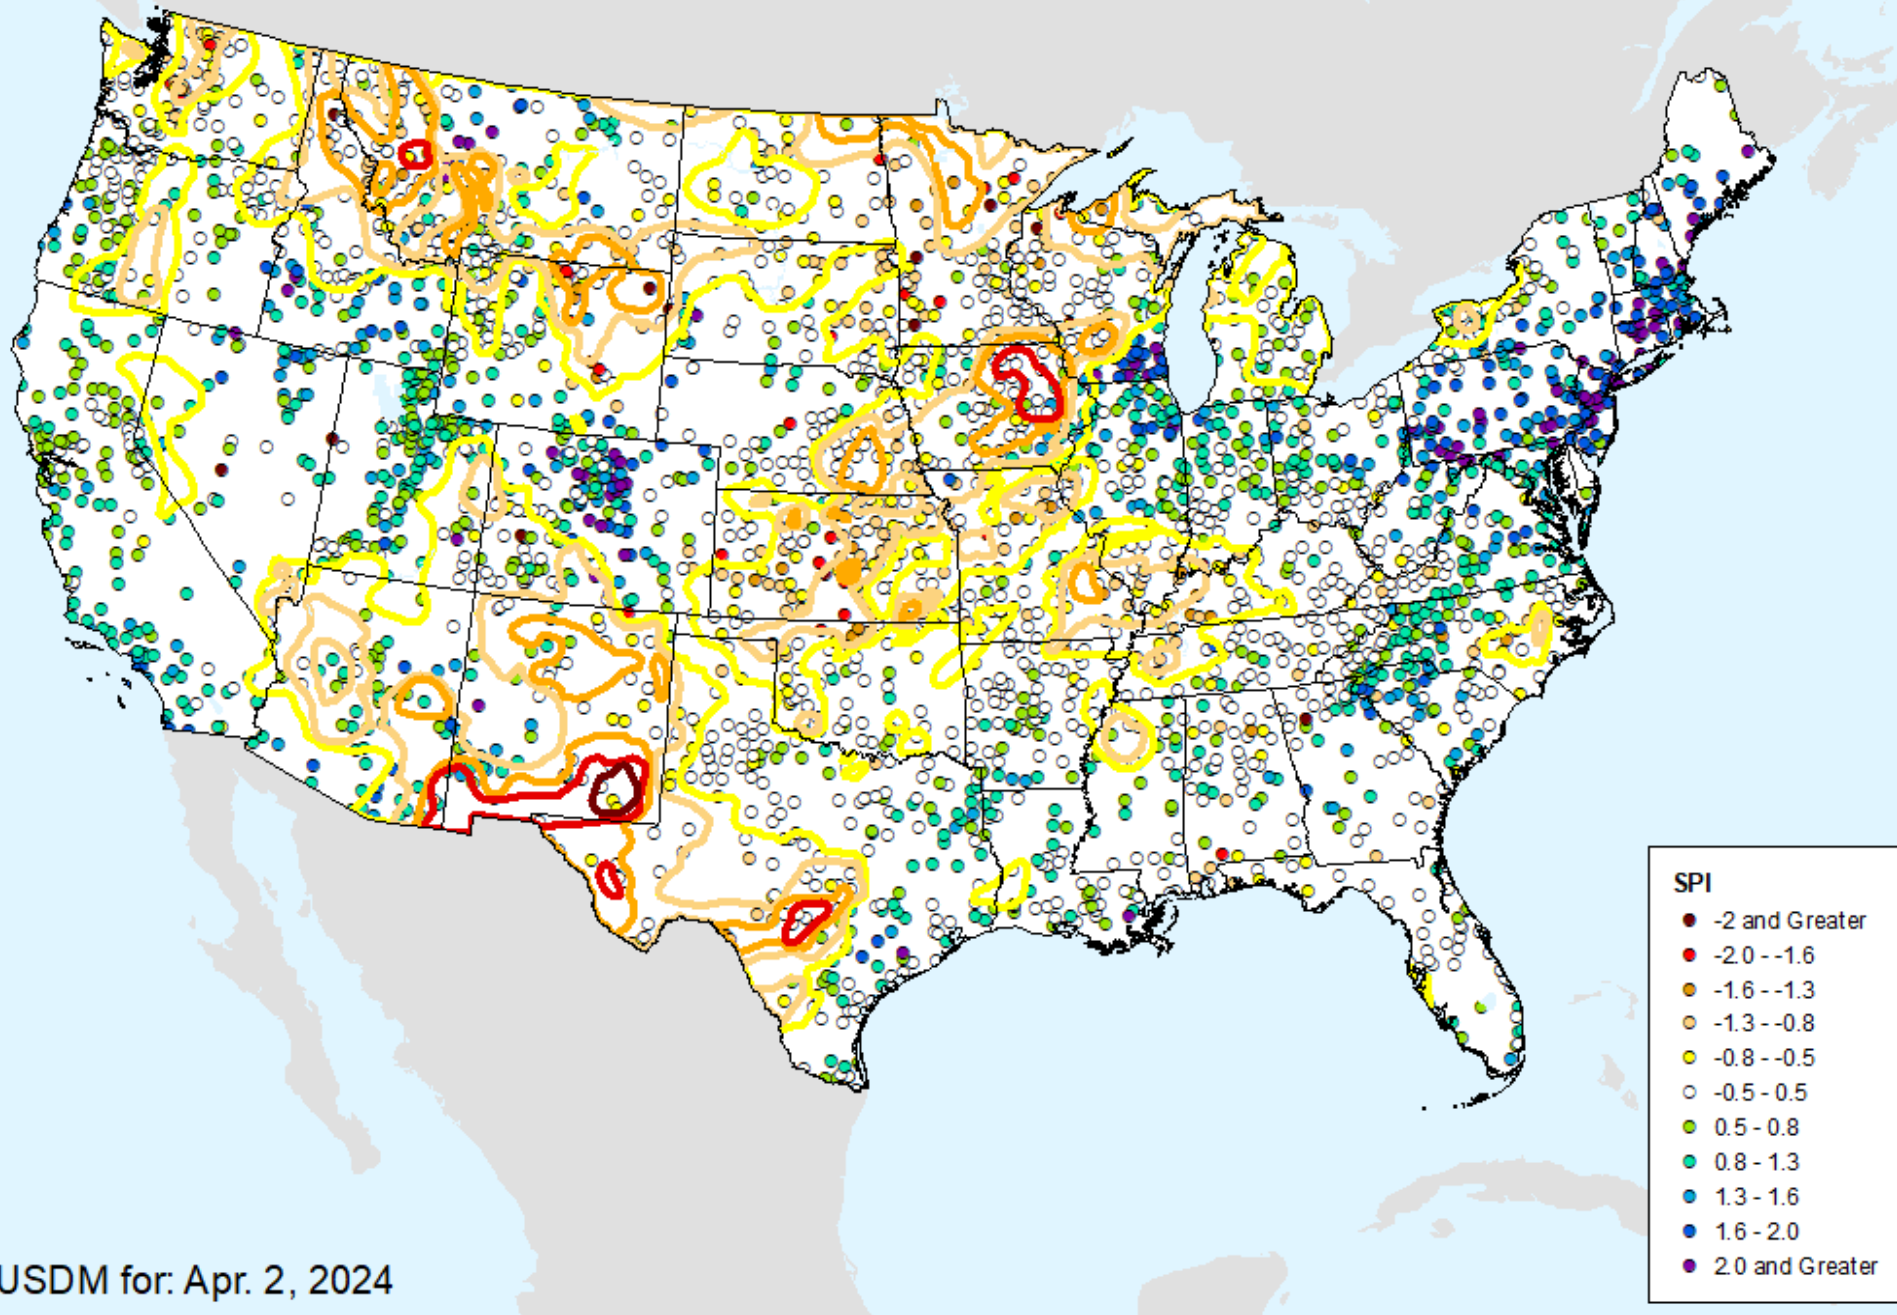 SPI
-2 and Greater
-2.0 - -1.6
-1.6 - -1.3
-1.3 - -0.8
-0.8 - -0.5
-0.5 - 0.5
0.5 - 0.8
0.8 - 1.3
1.3 - 1.6
1.6 - 2.0
2.0 and Greater
USDM for: Apr. 2, 2024